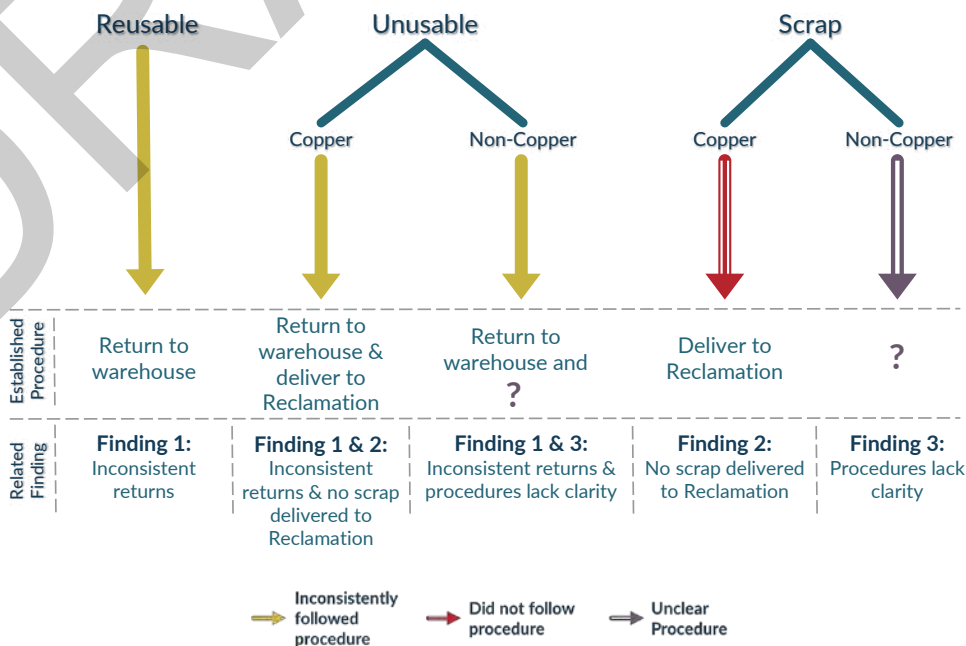 Reusable
Unusable
Scrap
Copper
Non-Copper
Copper
Non-Copper
Established
Procedure
Return to
warehouse
Return to
warehouse &
deliver to
Reclamation
Return to
warehouse and
?
Deliver to
Reclamation
?
Related
Finding
Finding 1:
Inconsistent
returns
Finding 1 & 2:
Inconsistent
returns & no scrap
delivered to
Reclamation
Finding 1 & 3:
Inconsistent returns &
procedures lack clarity
Finding 2:
No scrap delivered
to Reclamation
Finding 3:
Procedures lack
clarity
Inconsistently
followed
procedure
Did not follow
procedure
Unclear
Procedure